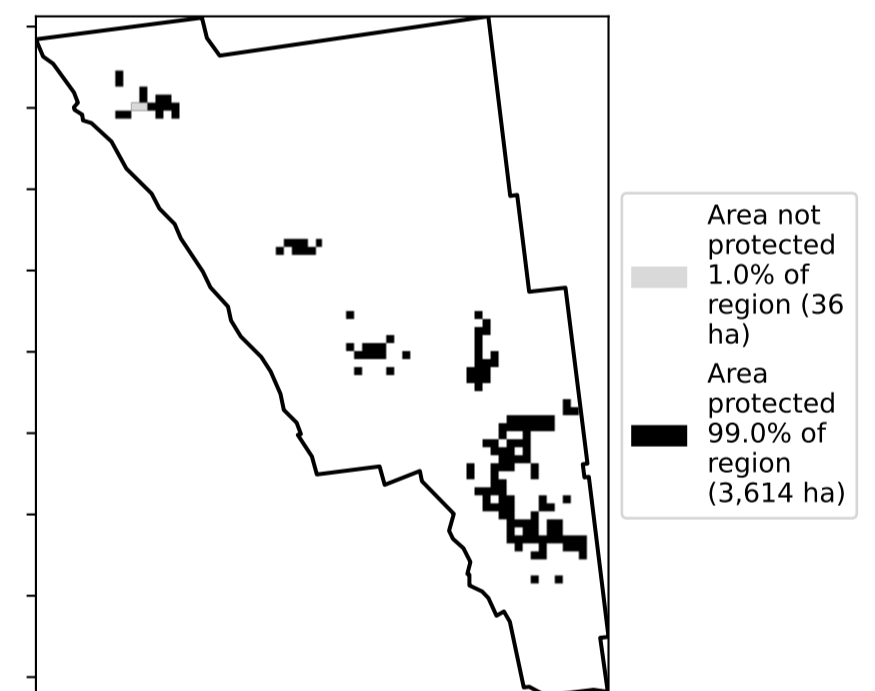 Area not
protected
1.0% of
region (36
ha)
Area
protected
99.0% of
region
(3,614 ha)